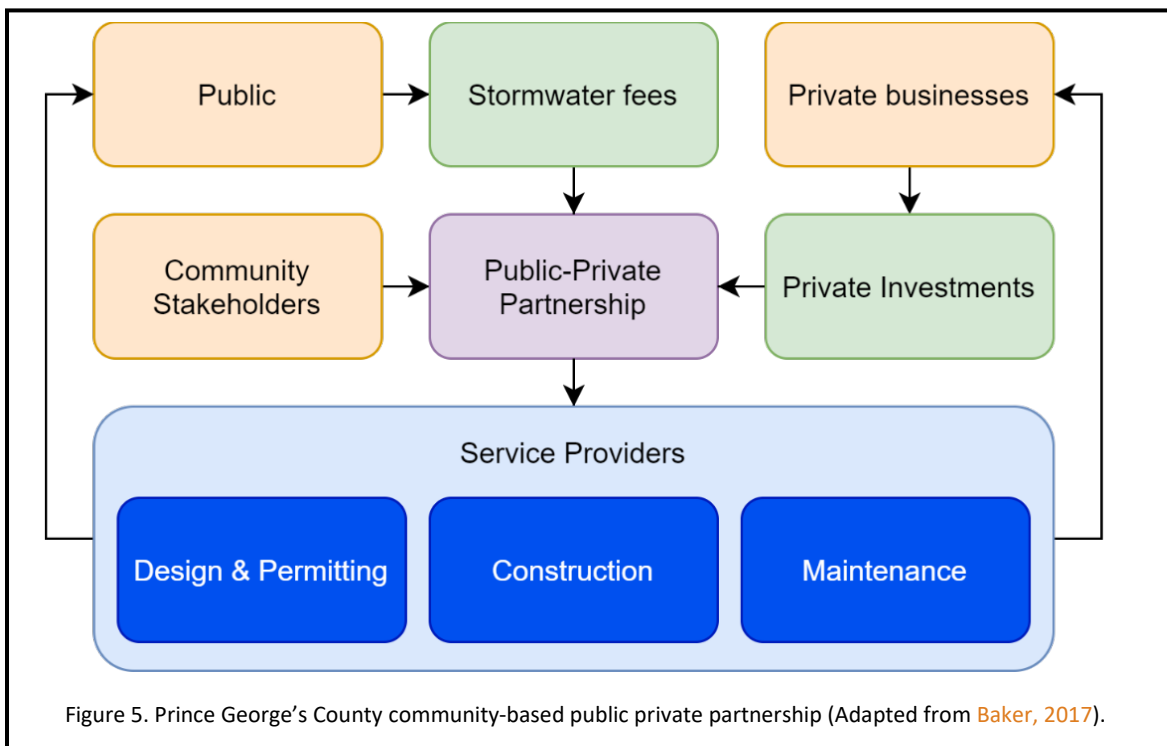 Public
Stormwater fees
Private businesses
Community
Stakeholders
Public-Private
Partnership
Private Investments
Service Providers
Design & Permitting
Construction
Maintenance
Figure 5. Prince George’s County community-based public private partnership (Adapted from Baker, 2017).